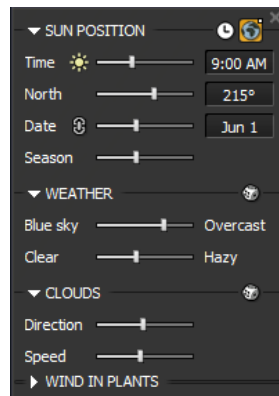 SUN POSITION
Time 9:00 AM
North 215°
Date Jun 1
Season
WEATHER
Blue sky Overcast
Clear Hazy
CLOUDS
Direction
Speed
WIND IN PLANTS